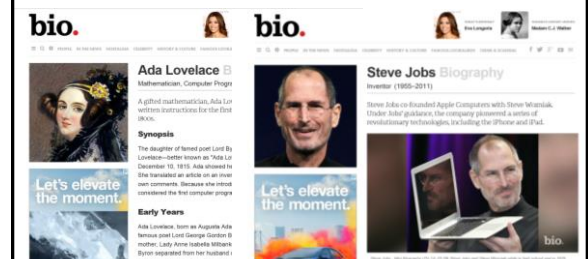 bio.
Ada Lovelace B
Mathematician, Computer Progra
A gifted mathematician, Ada Lov
written instructions for the first
1800s.
Synopsis
The daughter of famed poet Lord By
Lovelace—better known as "Ada Lo
December 10, 1815. Ada showed he
She translated an article on an inven
own comments. Because she introd
considered the first computer progra
Early Years
Ada Lovelace, born as Augusta Ada
famous poet Lord George Gordon B
mother, Lady Anne Isabella Milbank
Byron separated from her husband
Let's elevate
the moment.
bio.
Eva Longoria
Madam C.J. Walker
Steve Jobs Biography
Inventor (1955–2011)
Steve Jobs co-founded Apple Computers with Steve Wozniak.
Under Jobs' guidance, the company pioneered a series of
revolutionary technologies, including the iPhone and iPad.
Let's elevate
the moment.
bio.